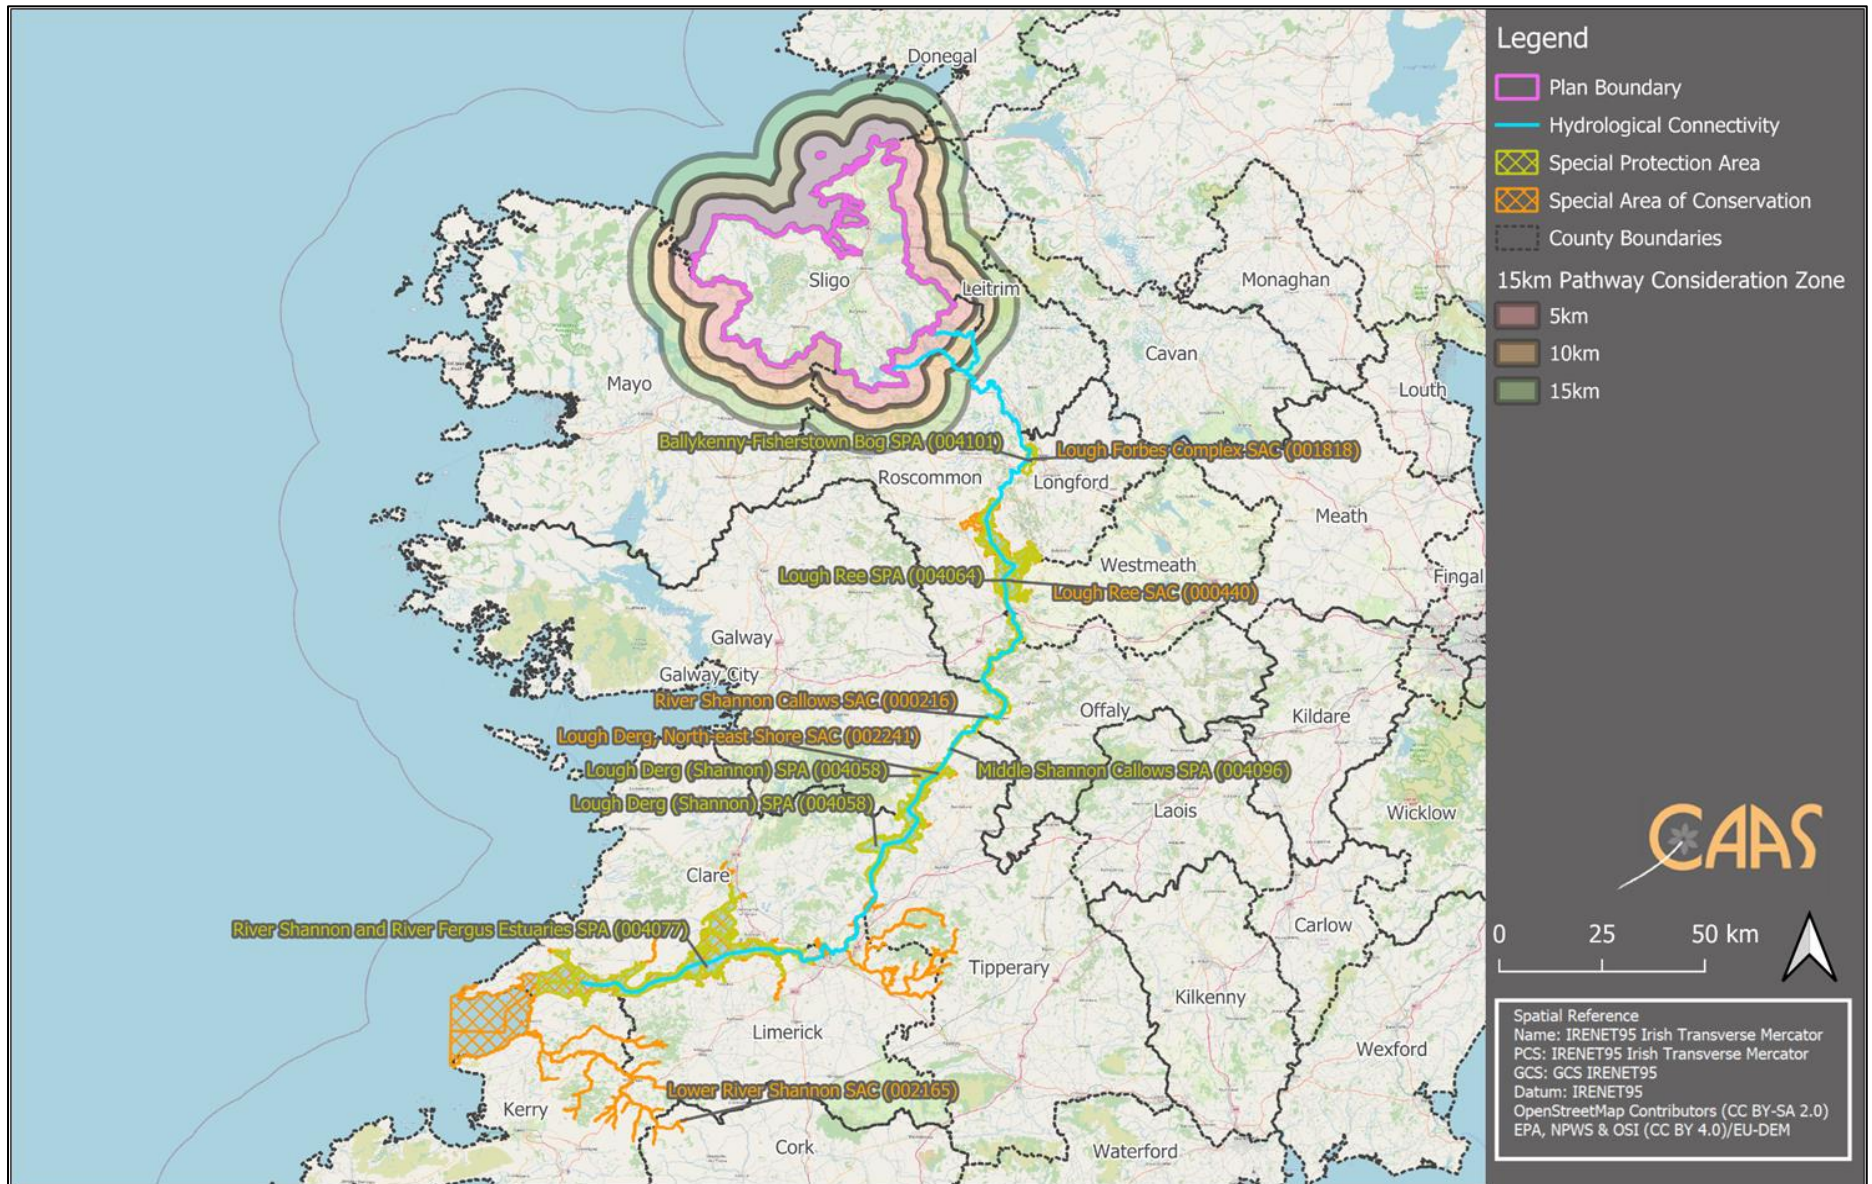 Donegal
Sligo
Leitrim
Monaghan
Cavan
Mayo
Louth
Ballykenny-Fisherstown Bog SPA (004101)
Lough Forbes Complex SAC (001818)
Roscommon
Longford
Meath
Lough Ree SPA (004064)
Westmeath
Fingal
Lough Ree SAC (000440)
Galway
Galway City
River Shannon Callows SAC (000216)
Offaly
Kildare
Lough Derg, North-east Shore SAC (002241)
Lough Derg (Shannon) SPA (004058)
Middle Shannon Callows SPA (004096)
Lough Derg (Shannon) SPA (004058)
Laois
Wicklow
Clare
Carlow
River Shannon and River Fergus Estuaries SPA (004077)
Tipperary
Kilkenny
Limerick
Wexford
Lower River Shannon SAC (002165)
Kerry
Cork
Waterford
Legend
Plan Boundary
Hydrological Connectivity
Special Protection Area
Special Area of Conservation
County Boundaries
15km Pathway Consideration Zone
5km
10km
15km
CAAS
0 25 50 km
Spatial Reference
Name: IRENET95 Irish Transverse Mercator
PCS: IRENET95 Irish Transverse Mercator
GCS: GCS IRENET95
Datum: IRENET95
OpenStreetMap Contributors (CC BY-SA 2.0)
EPA, NPWS & OSI (CC BY 4.0)/EU-DEM